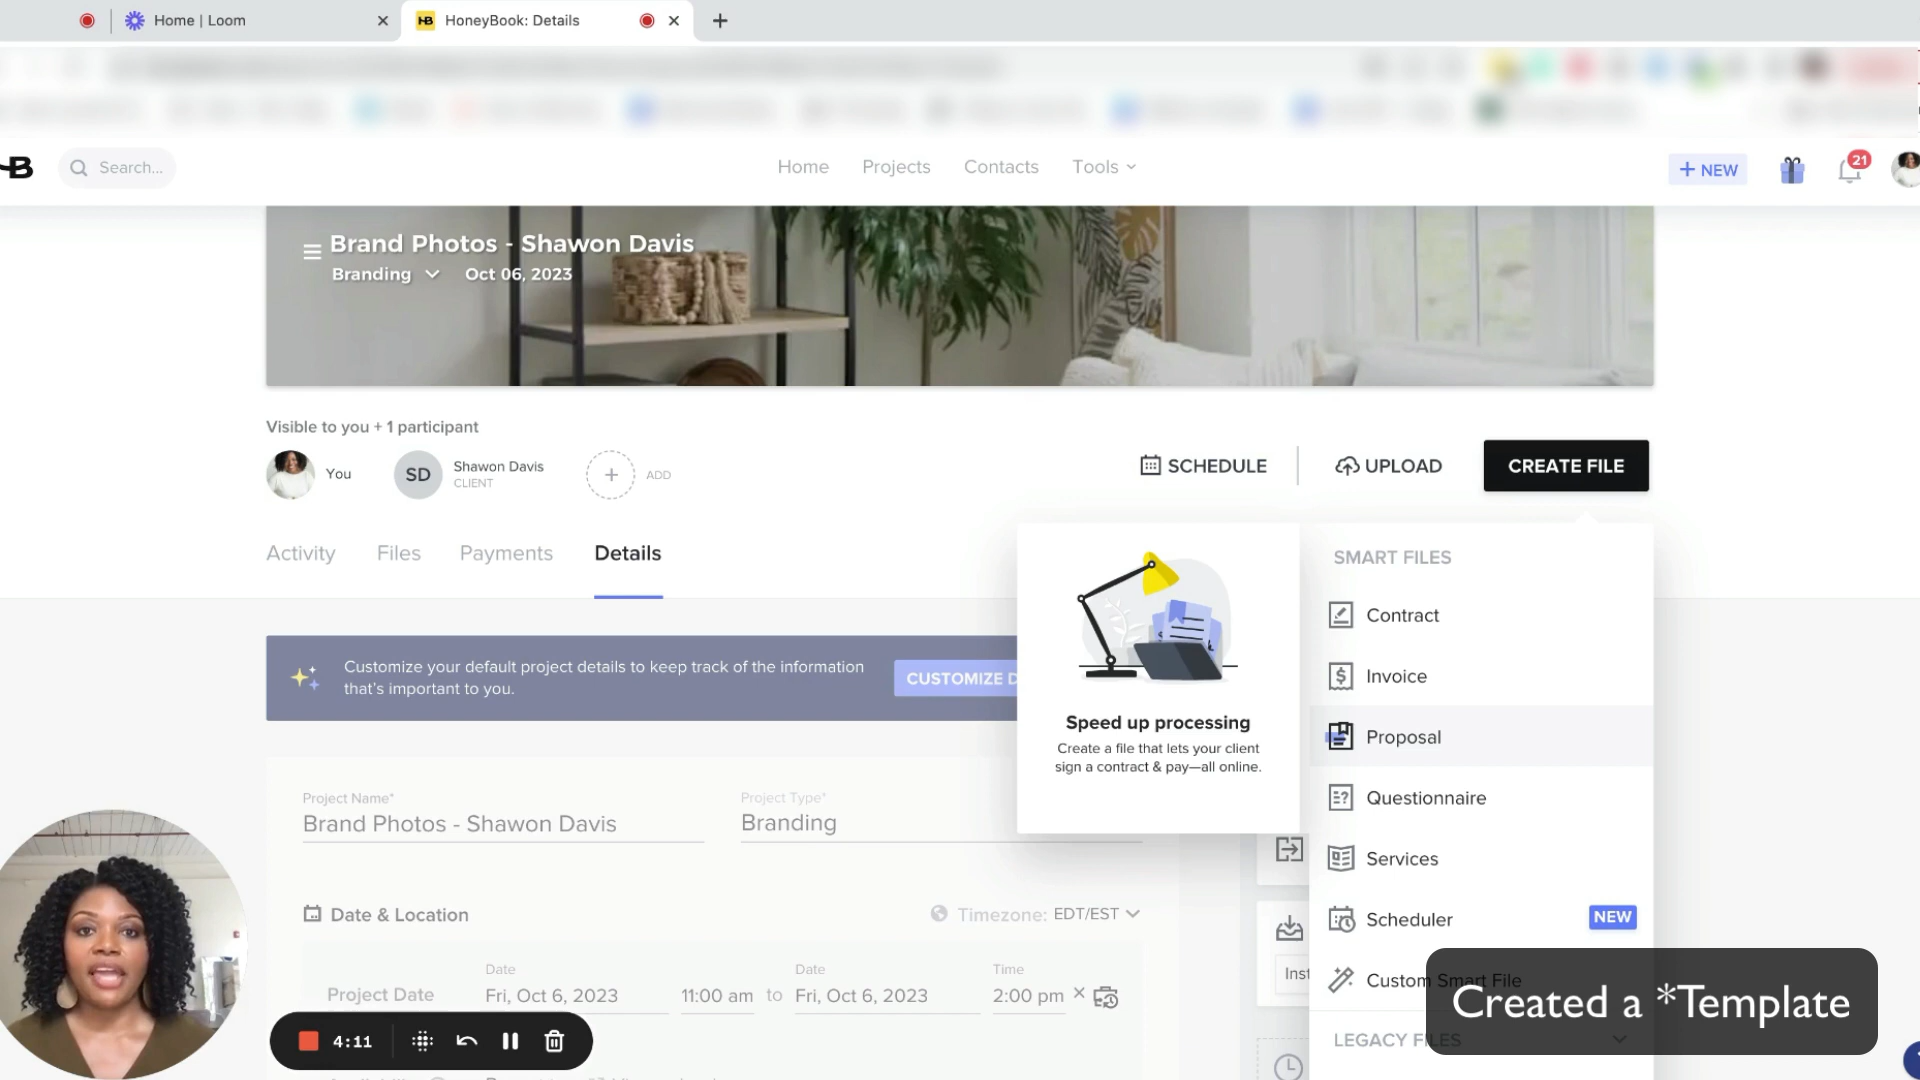 Home | Loom
HB HoneyBook: Details
Search...
Home Projects Contacts Tools
+ NEW
21
Brand Photos - Shawon Davis
Branding Oct 06, 2023
Visible to you + 1 participant
You
SD
Shawon Davis
CLIENT
ADD
SCHEDULE
UPLOAD
CREATE FILE
Activity Files Payments Details
Customize your default project details to keep track of the information
that's important to you.
CUSTOMIZE D
Speed up processing
Create a file that lets your client
sign a contract & pay—all online.
SMART FILES
Contract
Invoice
Proposal
Questionnaire
Services
Scheduler NEW
Custom Smart File
LEGACY FILES
Project Name*
Brand Photos - Shawon Davis
Project Type*
Branding
Date & Location
Timezone: EDT/EST
Date Date Time
Project Date Fri, Oct 6, 2023 11:00 am to Fri, Oct 6, 2023 2:00 pm
Inst
4:11
Created a *Template